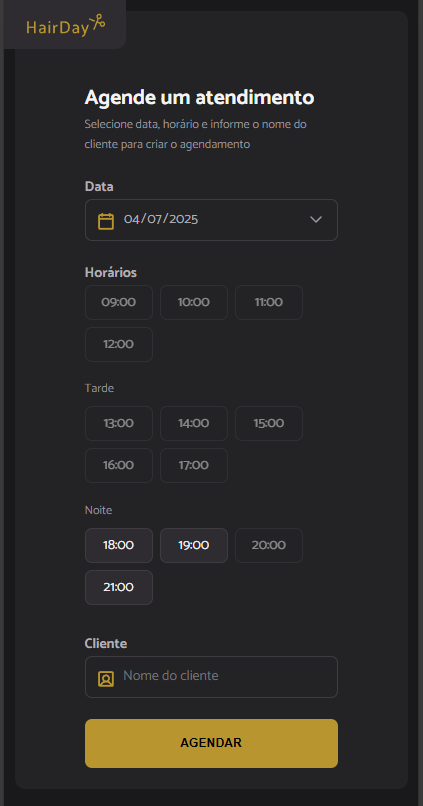 HairDay
Agende um atendimento
Selecione data, horário e informe o nome do
cliente para criar o agendamento
Data
04/07/2025
Horários
09:00 10:00 11:00
12:00
Tarde
13:00 14:00 15:00
16:00 17:00
Noite
18:00 19:00 20:00
21:00
Cliente
Nome do cliente
AGENDAR